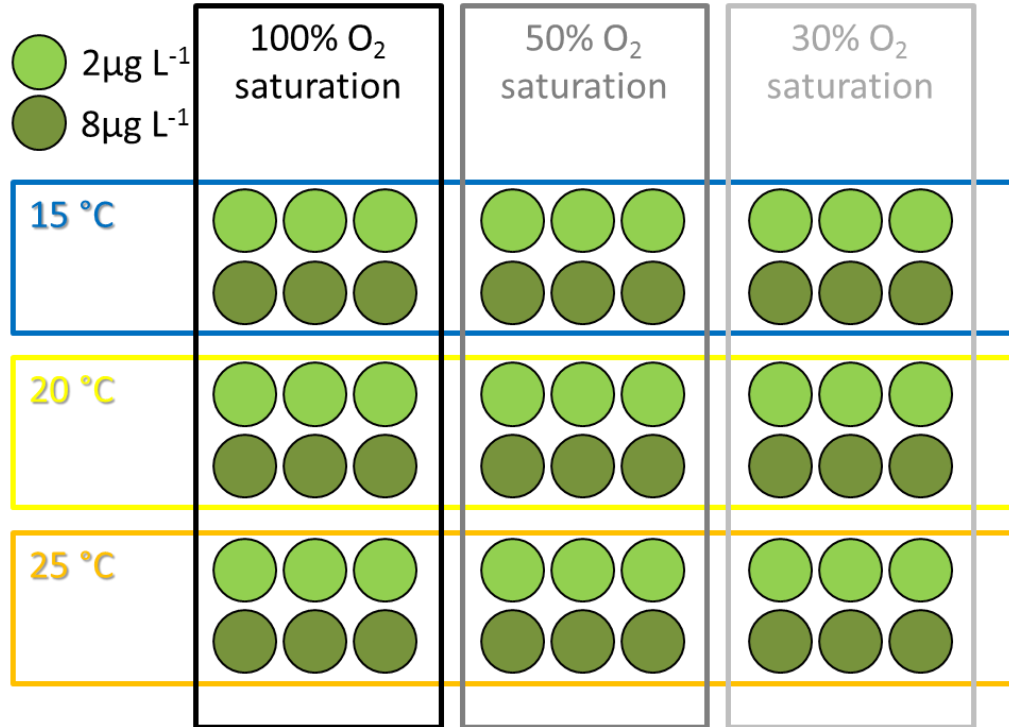 2µg L⁻¹
8µg L⁻¹
100% O₂
saturation
50% O₂
saturation
30% O₂
saturation
15 °C
20 °C
25 °C